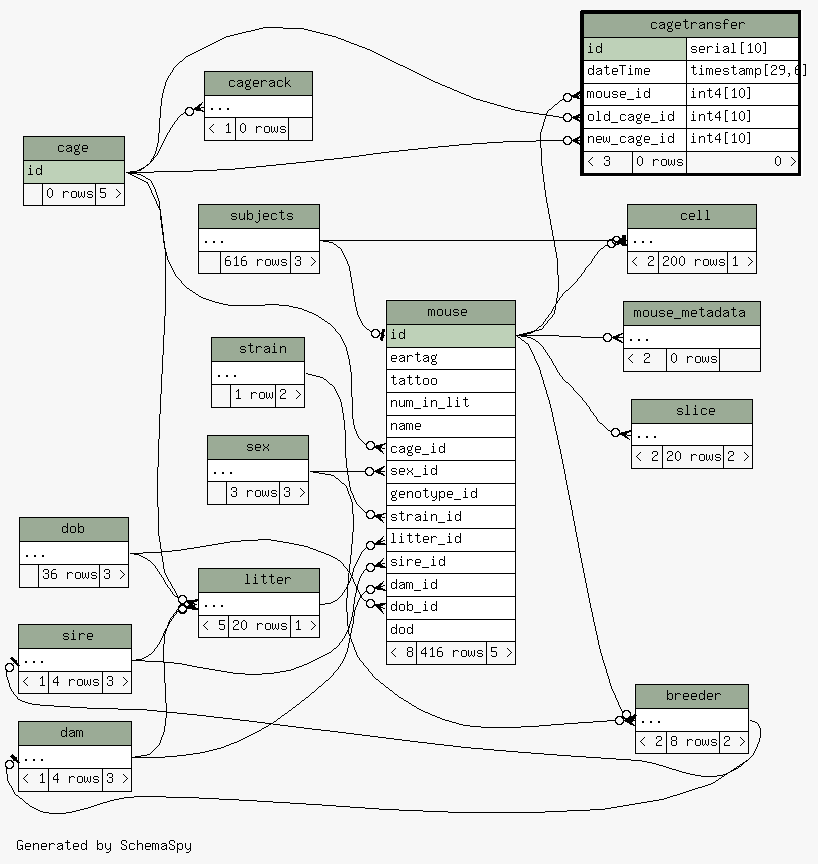 cagetransfer
id serial[10]
dateTime timestamp[29,6]
mouse_id int4[10]
old_cage_id int4[10]
new_cage_id int4[10]
< 3 0 rows 0 >
cagerack
...
< 1 0 rows
cage
id
0 rows 5 >
subjects
...
616 rows 3 >
cell
...
< 2 200 rows 1 >
mouse
id
eartag
tattoo
num_in_lit
name
cage_id
sex_id
genotype_id
strain_id
litter_id
sire_id
dam_id
dob_id
dod
< 8 416 rows 5 >
mouse_metadata
...
< 2 0 rows
strain
...
1 row 2 >
slice
...
< 2 20 rows 2 >
sex
...
3 rows 3 >
dob
...
36 rows 3 >
litter
...
< 5 20 rows 1 >
sire
...
< 1 4 rows 3 >
breeder
...
< 2 8 rows 2 >
dam
...
< 1 4 rows 3 >
Generated by SchemaSpy